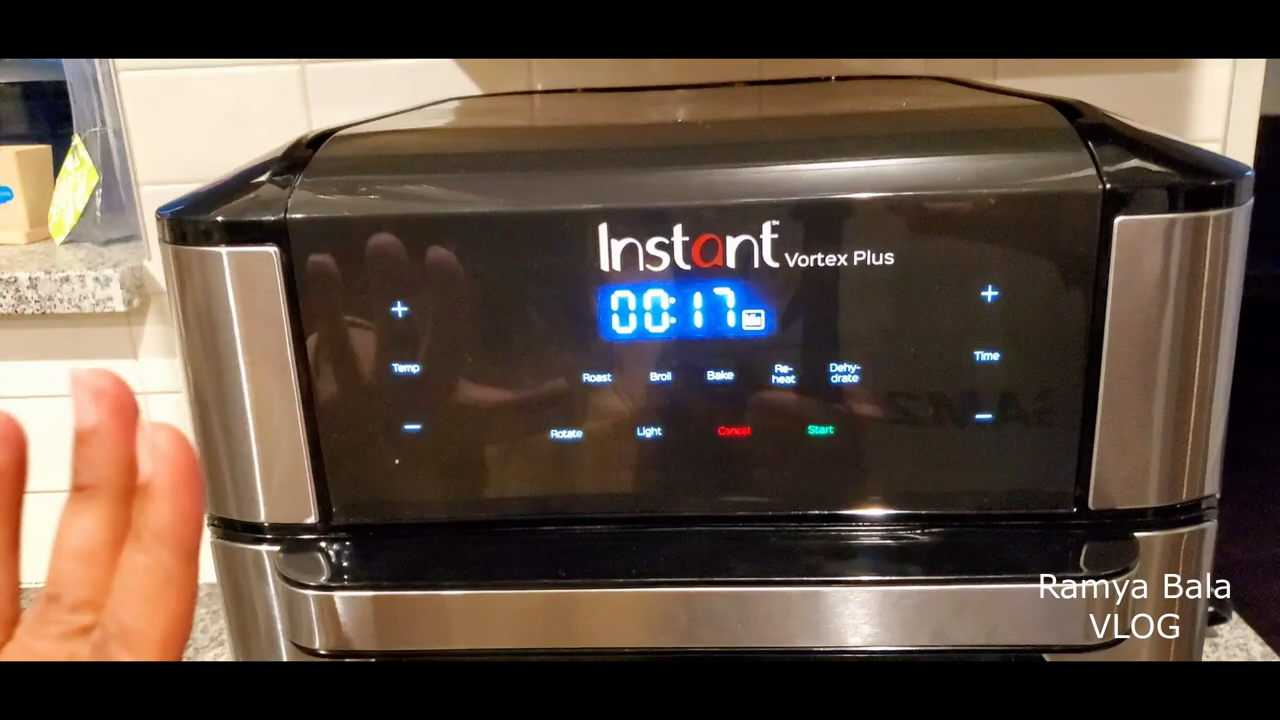 Instant™ Vortex Plus
00:17
+
+
Temp
Time
Roast Broil Bake Re-heat Dehy-drate
-
-
Rotate Light Cancel Start
Ramya Bala
VLOG